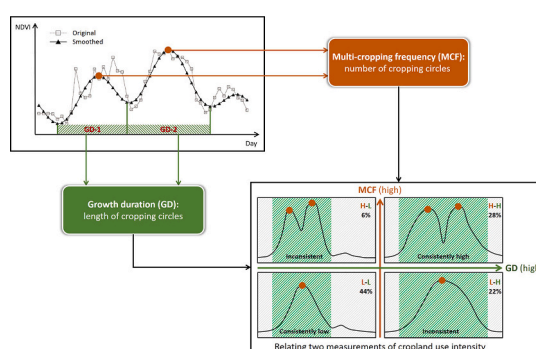 NDVI
Original
Smoothed
GD-1
GD-2
Day
Multi-cropping frequency (MCF):
number of cropping circles
Growth duration (GD):
length of cropping circles
MCF (high)
H-L
6%
Inconsistent
H-H
28%
Consistently high
GD (high
L-L
44%
Consistently low
L-H
22%
Inconsistent
Relating two measurements of cropland use intensity